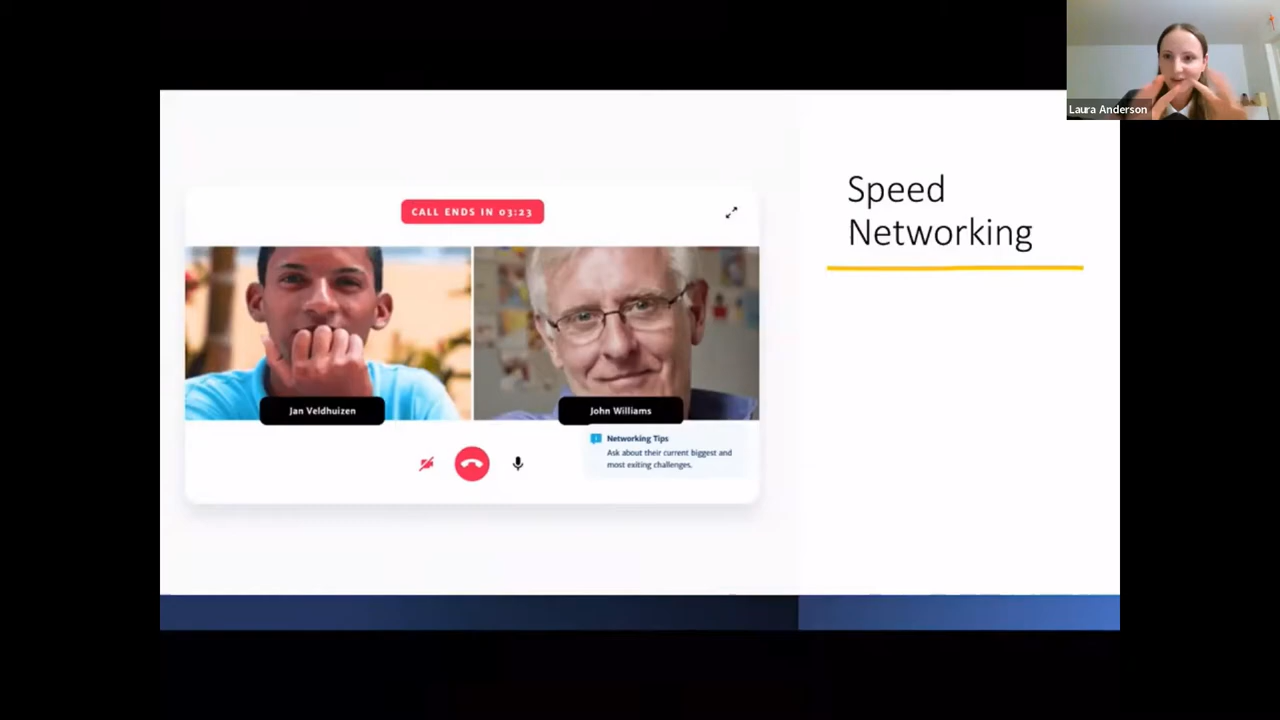 Laura Anderson
Speed
Networking
CALL ENDS IN 03:23
Jan Veldhuizen
John Williams
Networking Tips
Ask about their current biggest and
most exiting challenges.